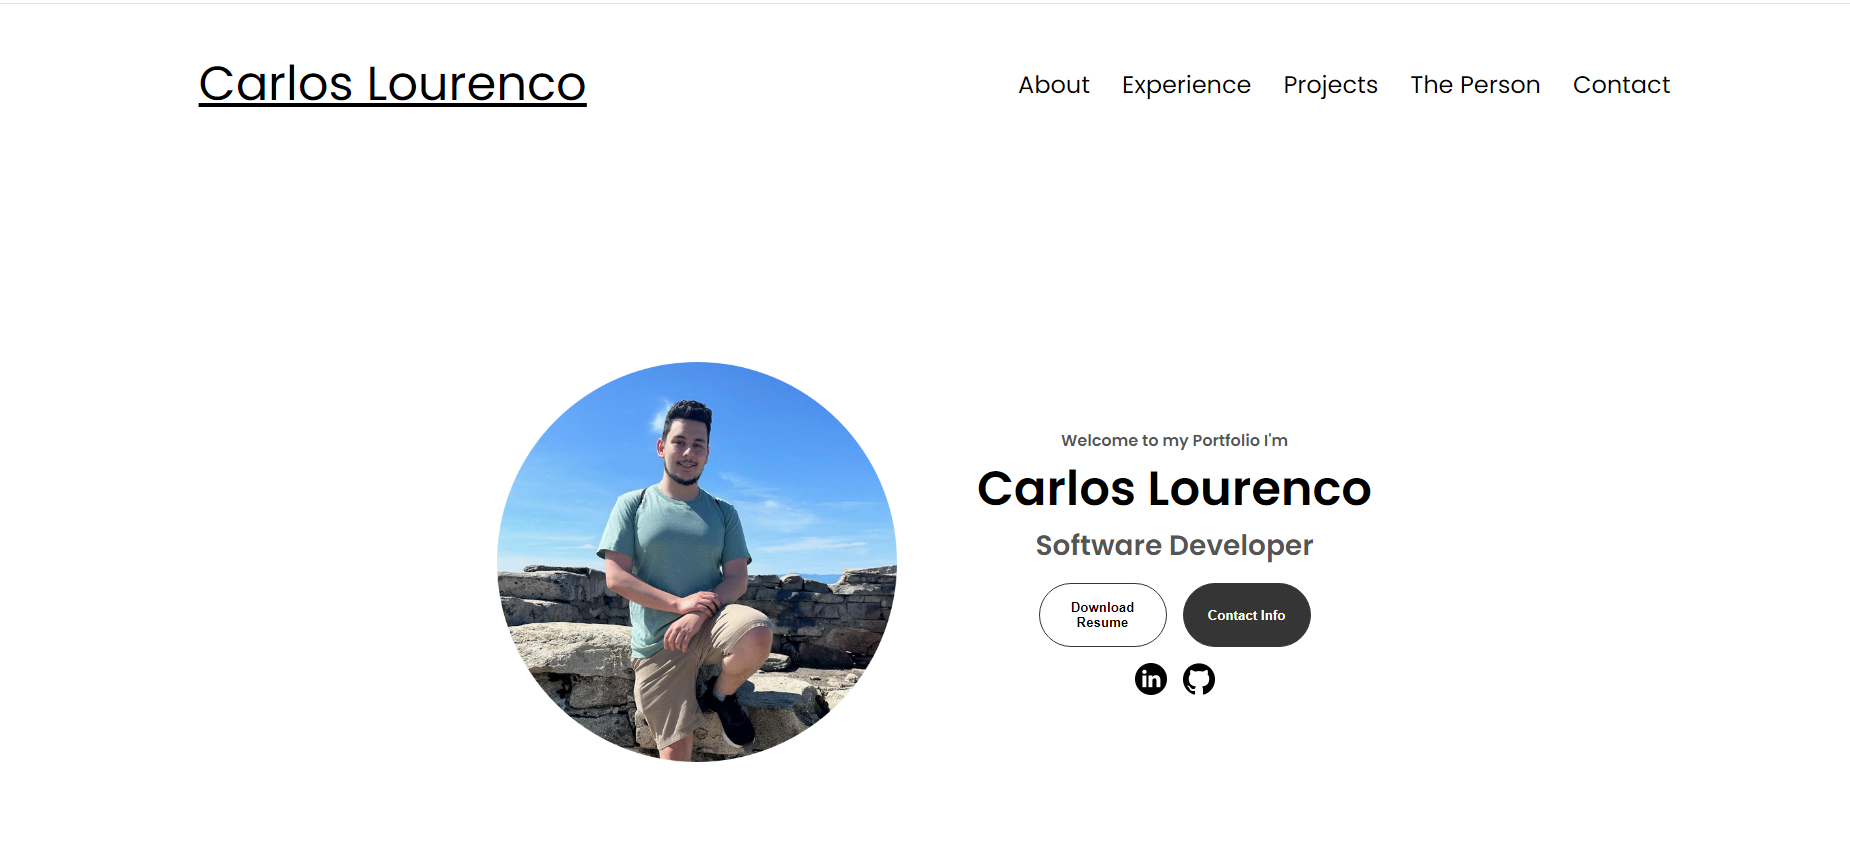 Carlos Lourenco
About Experience Projects The Person Contact
Welcome to my Portfolio I'm
Carlos Lourenco
Software Developer
Download
Resume
Contact Info
in